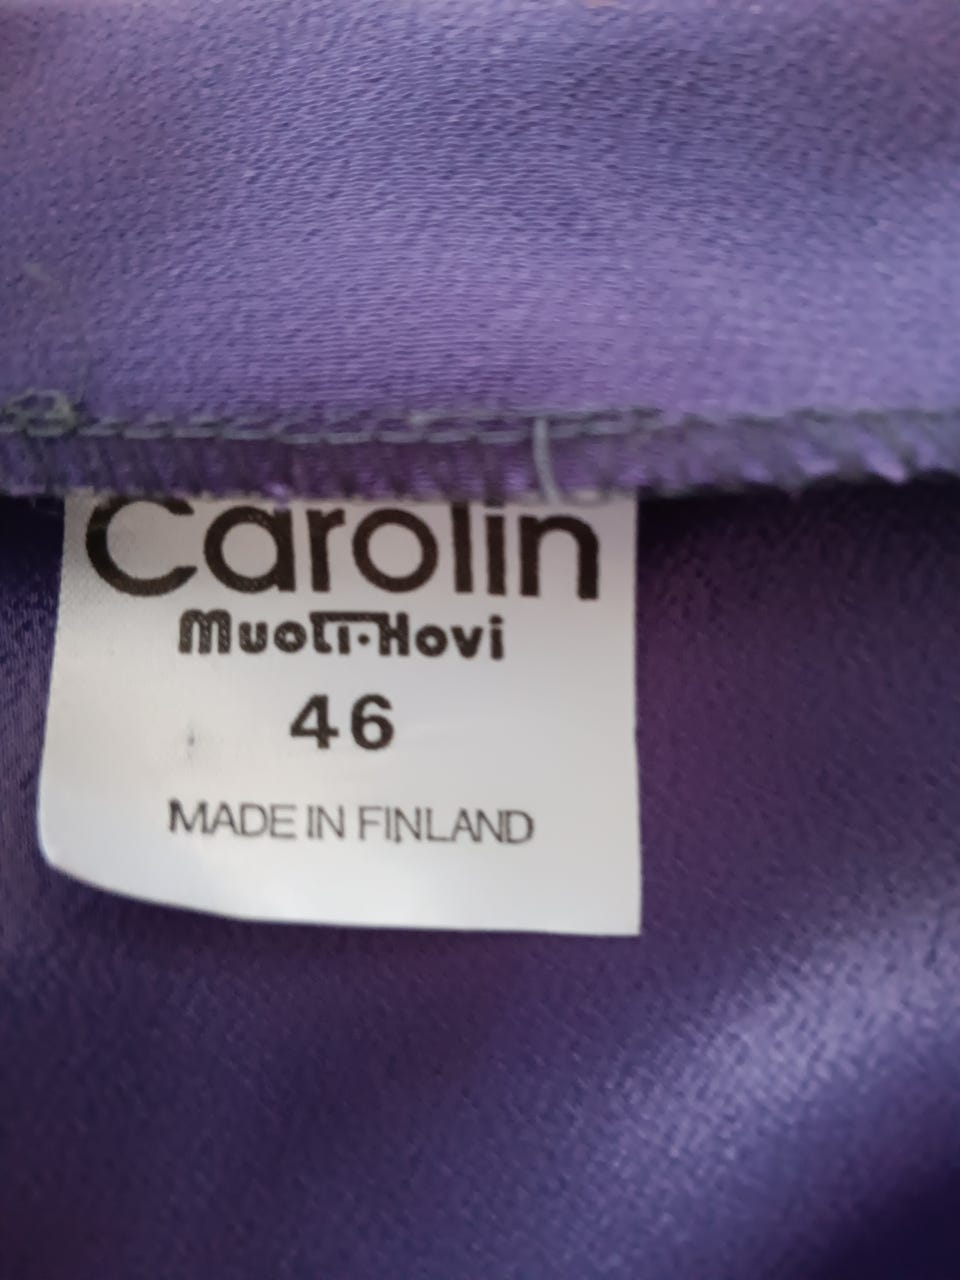 Carolin
Muoti-Hovi
46
MADE IN FINLAND